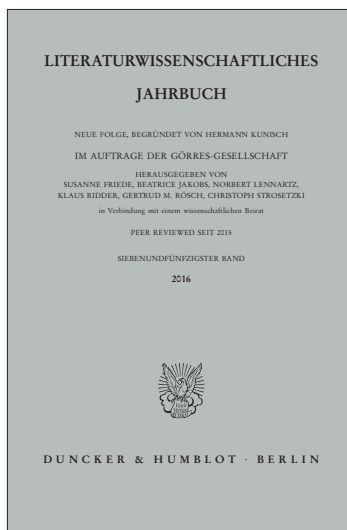 LITERATURWISSENSCHAFTLICHES
JAHRBUCH
NEUE FOLGE, BEGRÜNDET VON HERMANN KUNISCH
IM AUFTRAGE DER GÖRRES-GESELLSCHAFT
HERAUSGEGEBEN VON
SUSANNE FRIEDE, BEATRICE JAKOBS, NORBERT LENNARTZ,
KLAUS RIDDER, GERTRUD M. RÖSCH, CHRISTOPH STROSETZKI
in Verbindung mit einem wissenschaftlichen Beirat
PEER REVIEWED SEIT 2015
SIEBENUNDFÜNFZIGSTER BAND
2016
DUNCKER & HUMBLOT · BERLIN